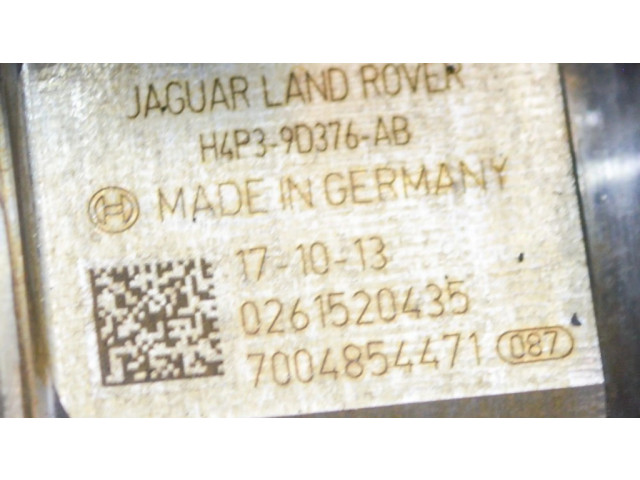 JAGUAR LAND ROVER
H4P3-9D376-AB
H MADE IN GERMANY
17-10-13
0261520435
7004854471 087